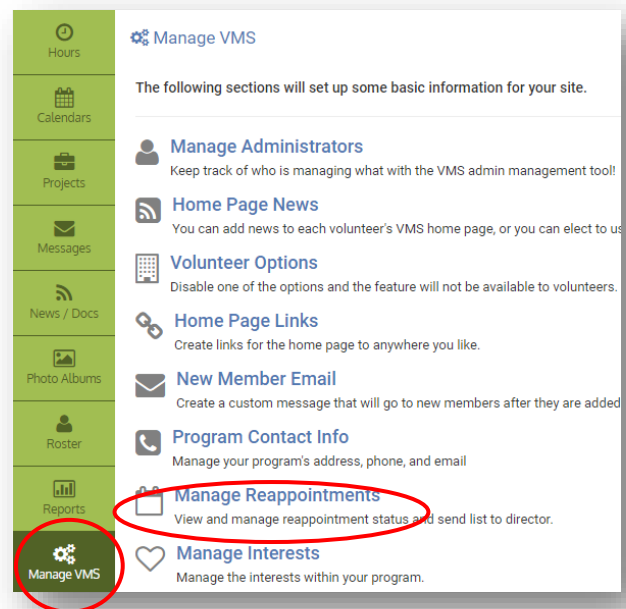 Hours
Calendars
Projects
Messages
News / Docs
Photo Albums
Roster
Reports
Manage VMS
Manage VMS
The following sections will set up some basic information for your site.
Manage Administrators
Keep track of who is managing what with the VMS admin management tool!
Home Page News
You can add news to each volunteer's VMS home page, or you can elect to us
Volunteer Options
Disable one of the options and the feature will not be available to volunteers.
Home Page Links
Create links for the home page to anywhere you like.
New Member Email
Create a custom message that will go to new members after they are added
Program Contact Info
Manage your program's address, phone, and email
Manage Reappointments
View and manage reappointment status and send list to director.
Manage Interests
Manage the interests within your program.